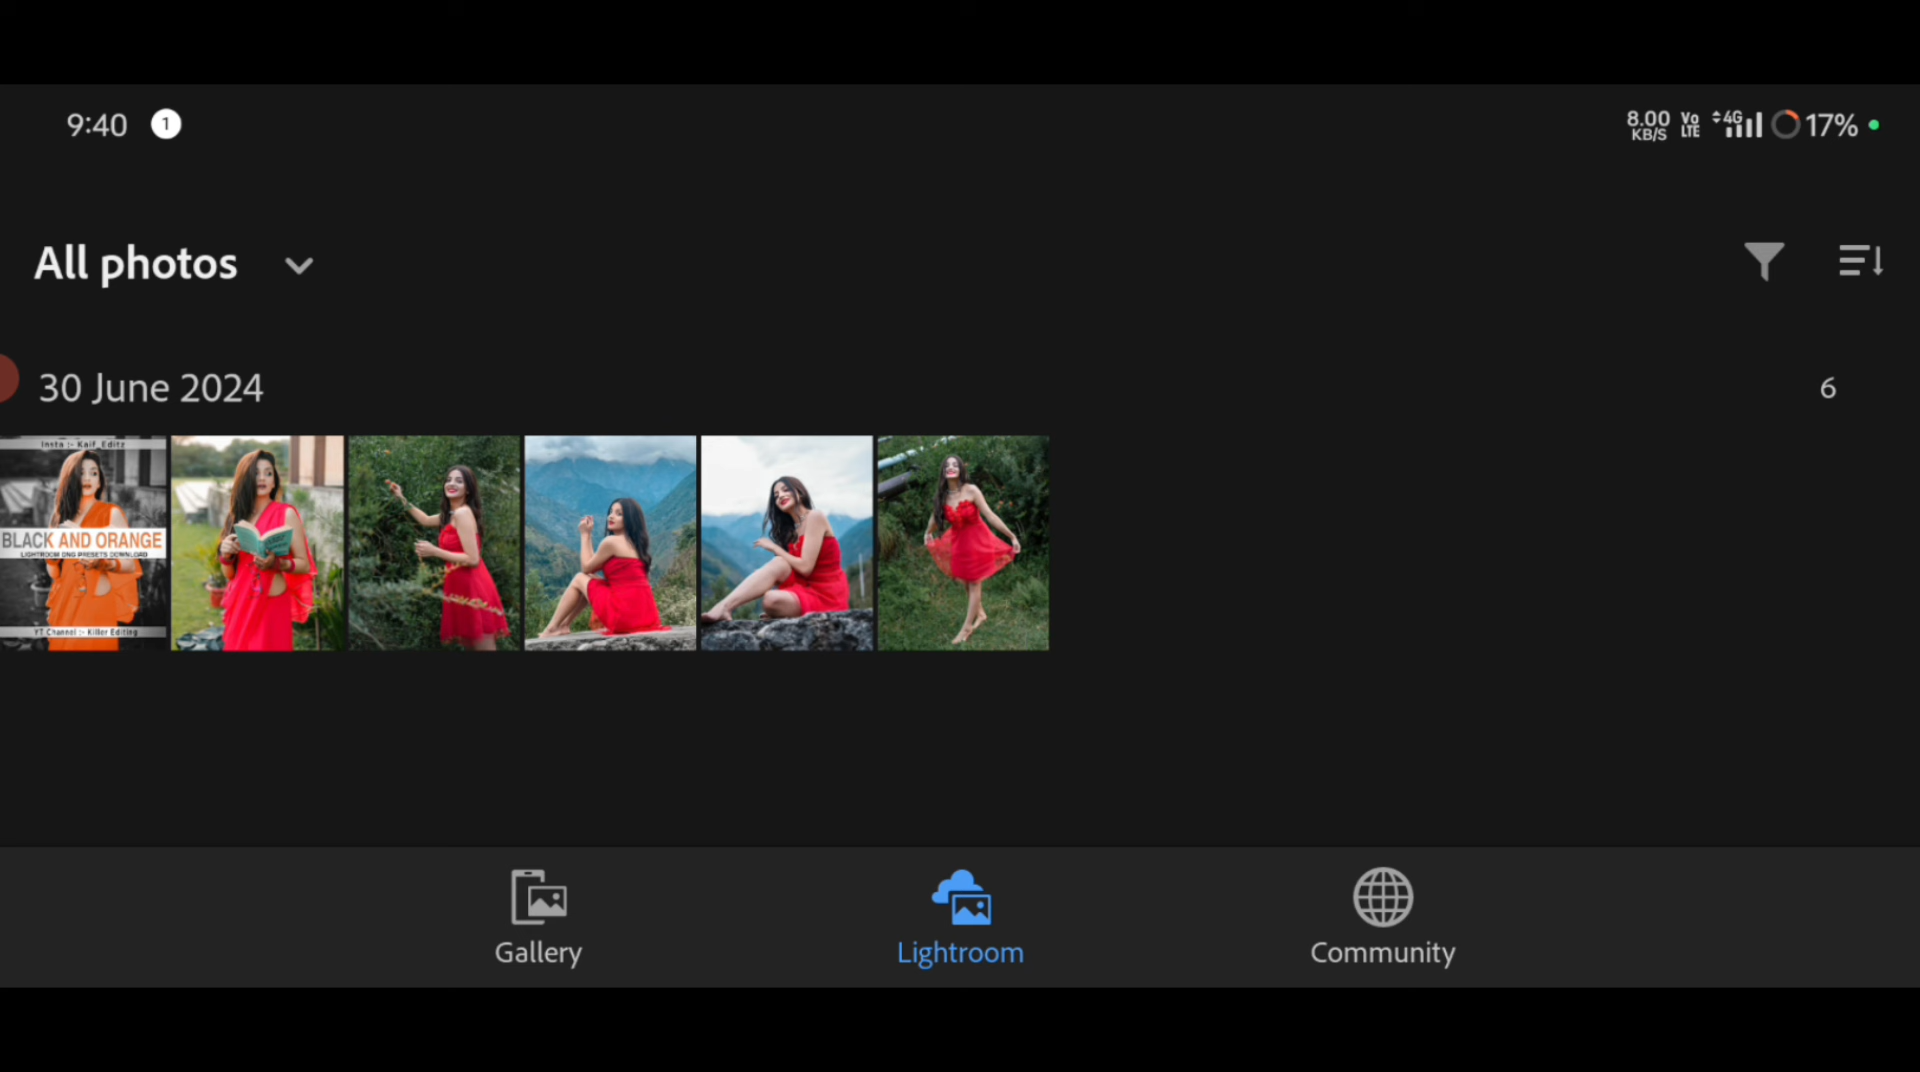 9:40 1 8.00 KB/S Vo LTE 4G 17%
All photos
30 June 2024 6
Insta :- Kaif_Editz
BLACK AND ORANGE
LIGHTROOM DNG PRESETS DOWNLOAD
YT Channel :- Killer Editing
Gallery Lightroom Community